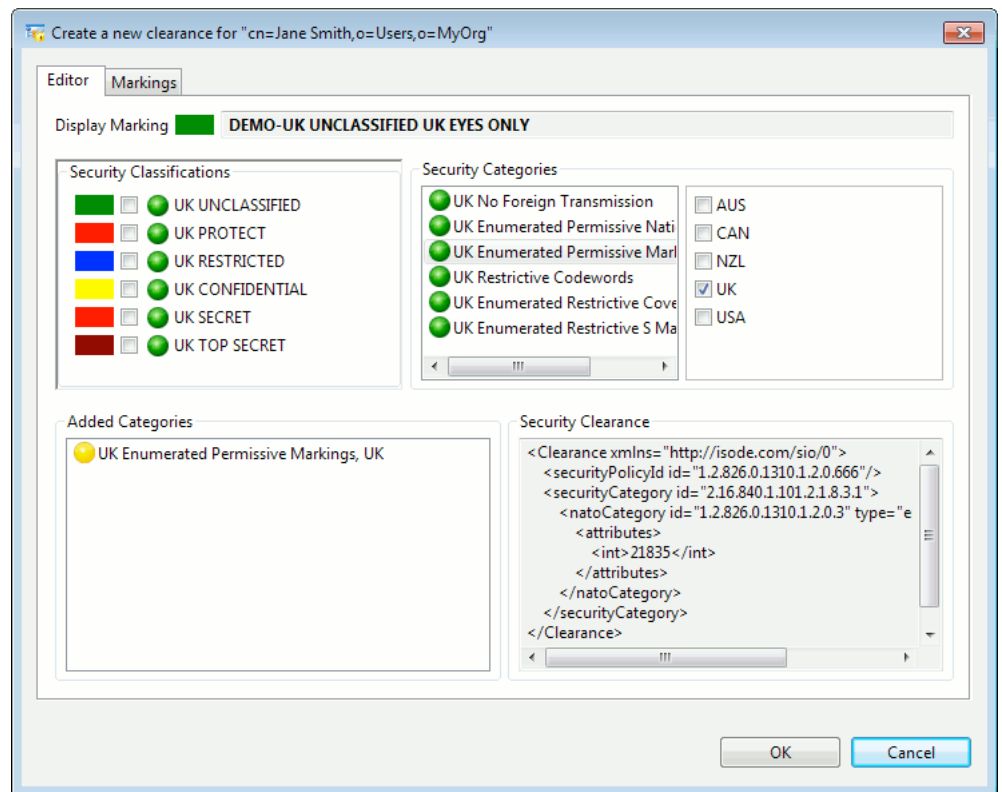 Create a new clearance for "cn=Jane Smith,o=Users,o=MyOrg"
Editor
Markings
Display Marking
DEMO-UK UNCLASSIFIED UK EYES ONLY
Security Classifications
UK UNCLASSIFIED
UK PROTECT
UK RESTRICTED
UK CONFIDENTIAL
UK SECRET
UK TOP SECRET
Security Categories
UK No Foreign Transmission
UK Enumerated Permissive Nati
UK Enumerated Permissive Marl
UK Restrictive Codewords
UK Enumerated Restrictive Cove
UK Enumerated Restrictive S Ma
AUS
CAN
NZL
UK
USA
Added Categories
UK Enumerated Permissive Markings, UK
Security Clearance
<Clearance xmlns="http://isode.com/sio/0">
<securityPolicyId id="1.2.826.0.1310.1.2.0.666"/>
<securityCategory id="2.16.840.1.101.2.1.8.3.1">
<natoCategory id="1.2.826.0.1310.1.2.0.3" type="e
<attributes>
<int>21835</int>
</attributes>
</natoCategory>
</securityCategory>
</Clearance>
OK
Cancel